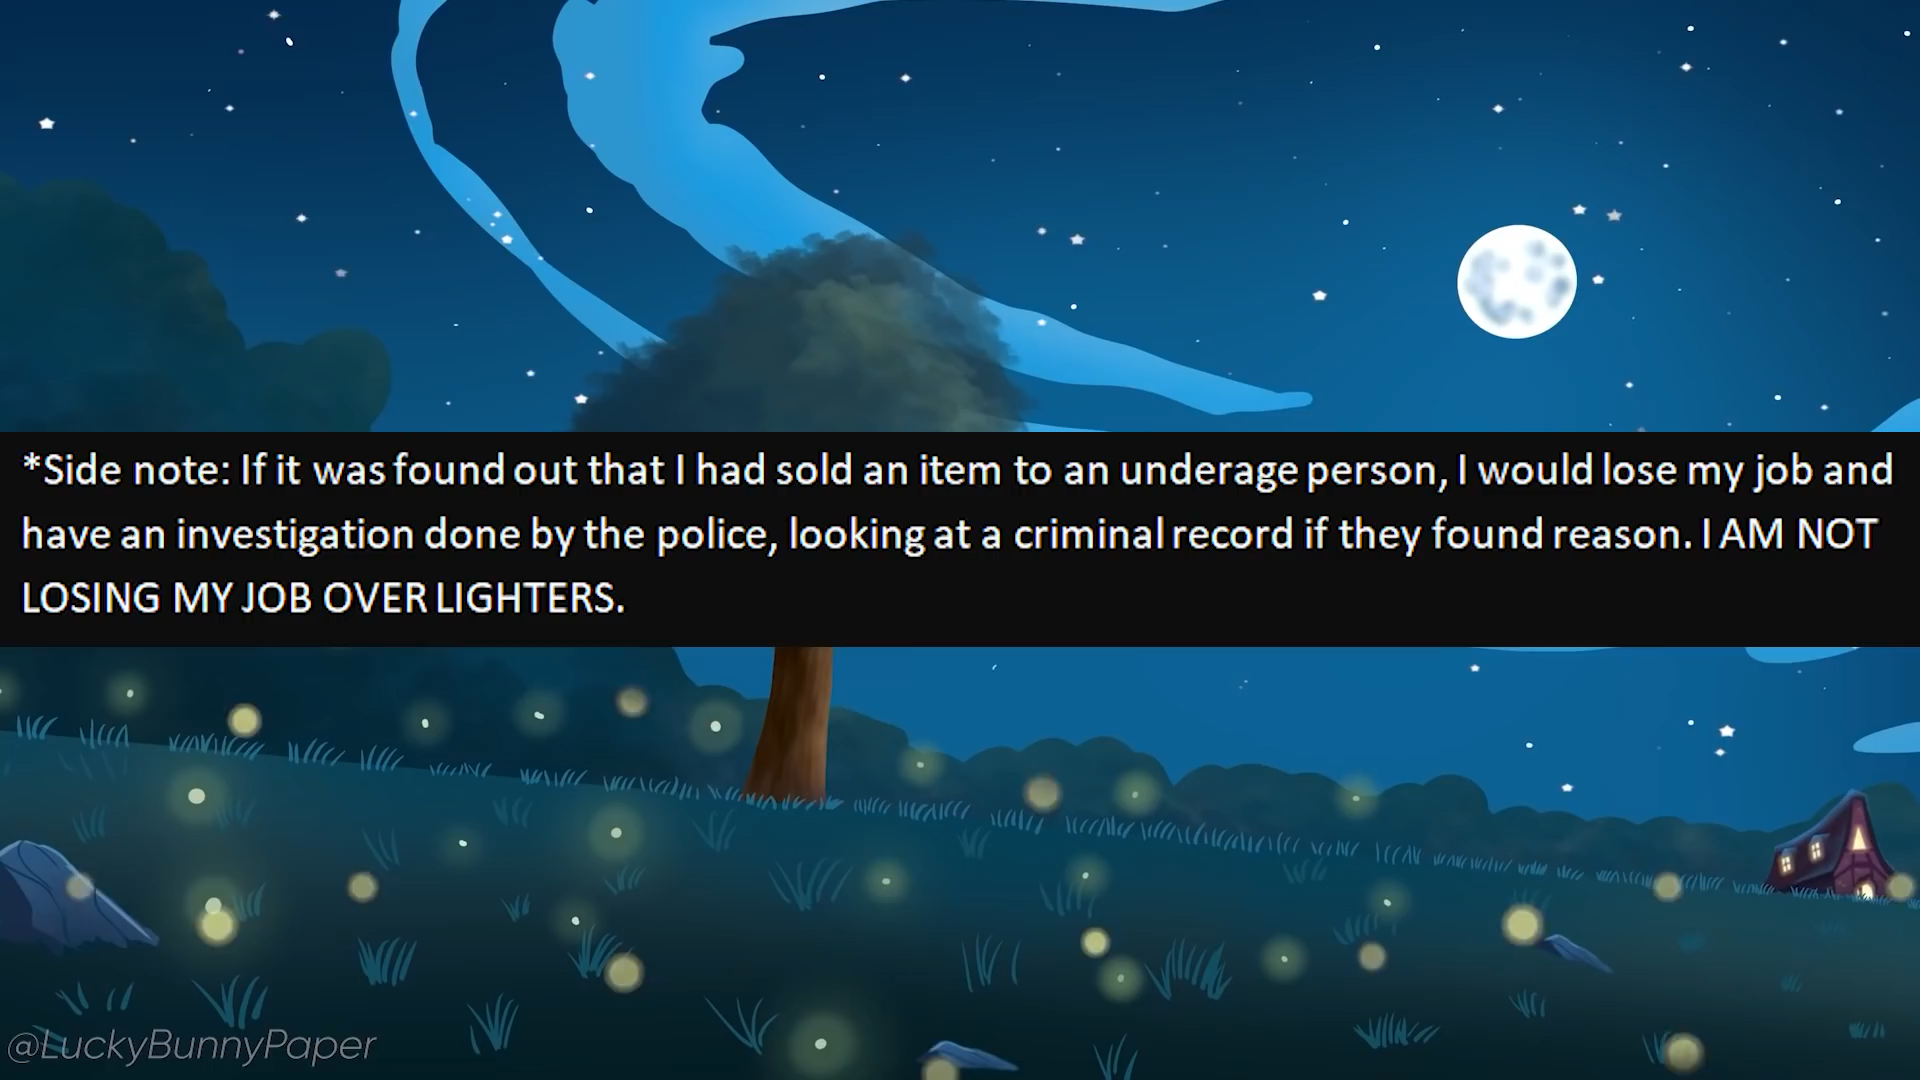 *Side note: If it was found out that I had sold an item to an underage person, I would lose my job and
have an investigation done by the police, looking at a criminal record if they found reason. I AM NOT
LOSING MY JOB OVER LIGHTERS.
@LuckyBunnyPaper